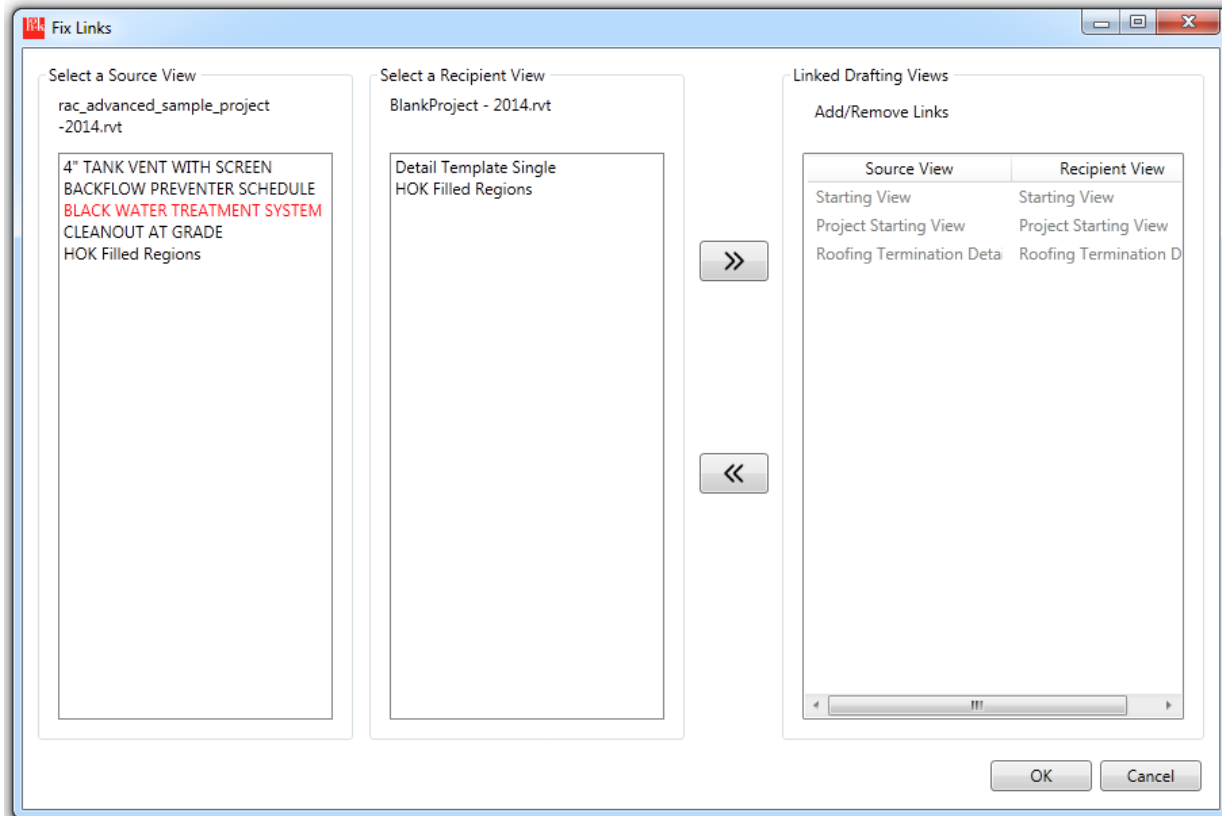 Fix Links
Select a Source View
rac_advanced_sample_project
-2014.rvt
4" TANK VENT WITH SCREEN
BACKFLOW PREVENTER SCHEDULE
BLACK WATER TREATMENT SYSTEM
CLEANOUT AT GRADE
HOK Filled Regions
Select a Recipient View
BlankProject - 2014.rvt
Detail Template Single
HOK Filled Regions
Linked Drafting Views
Add/Remove Links
Source View Recipient View
Starting View Starting View
Project Starting View Project Starting View
Roofing Termination Detai Roofing Termination D
OK Cancel